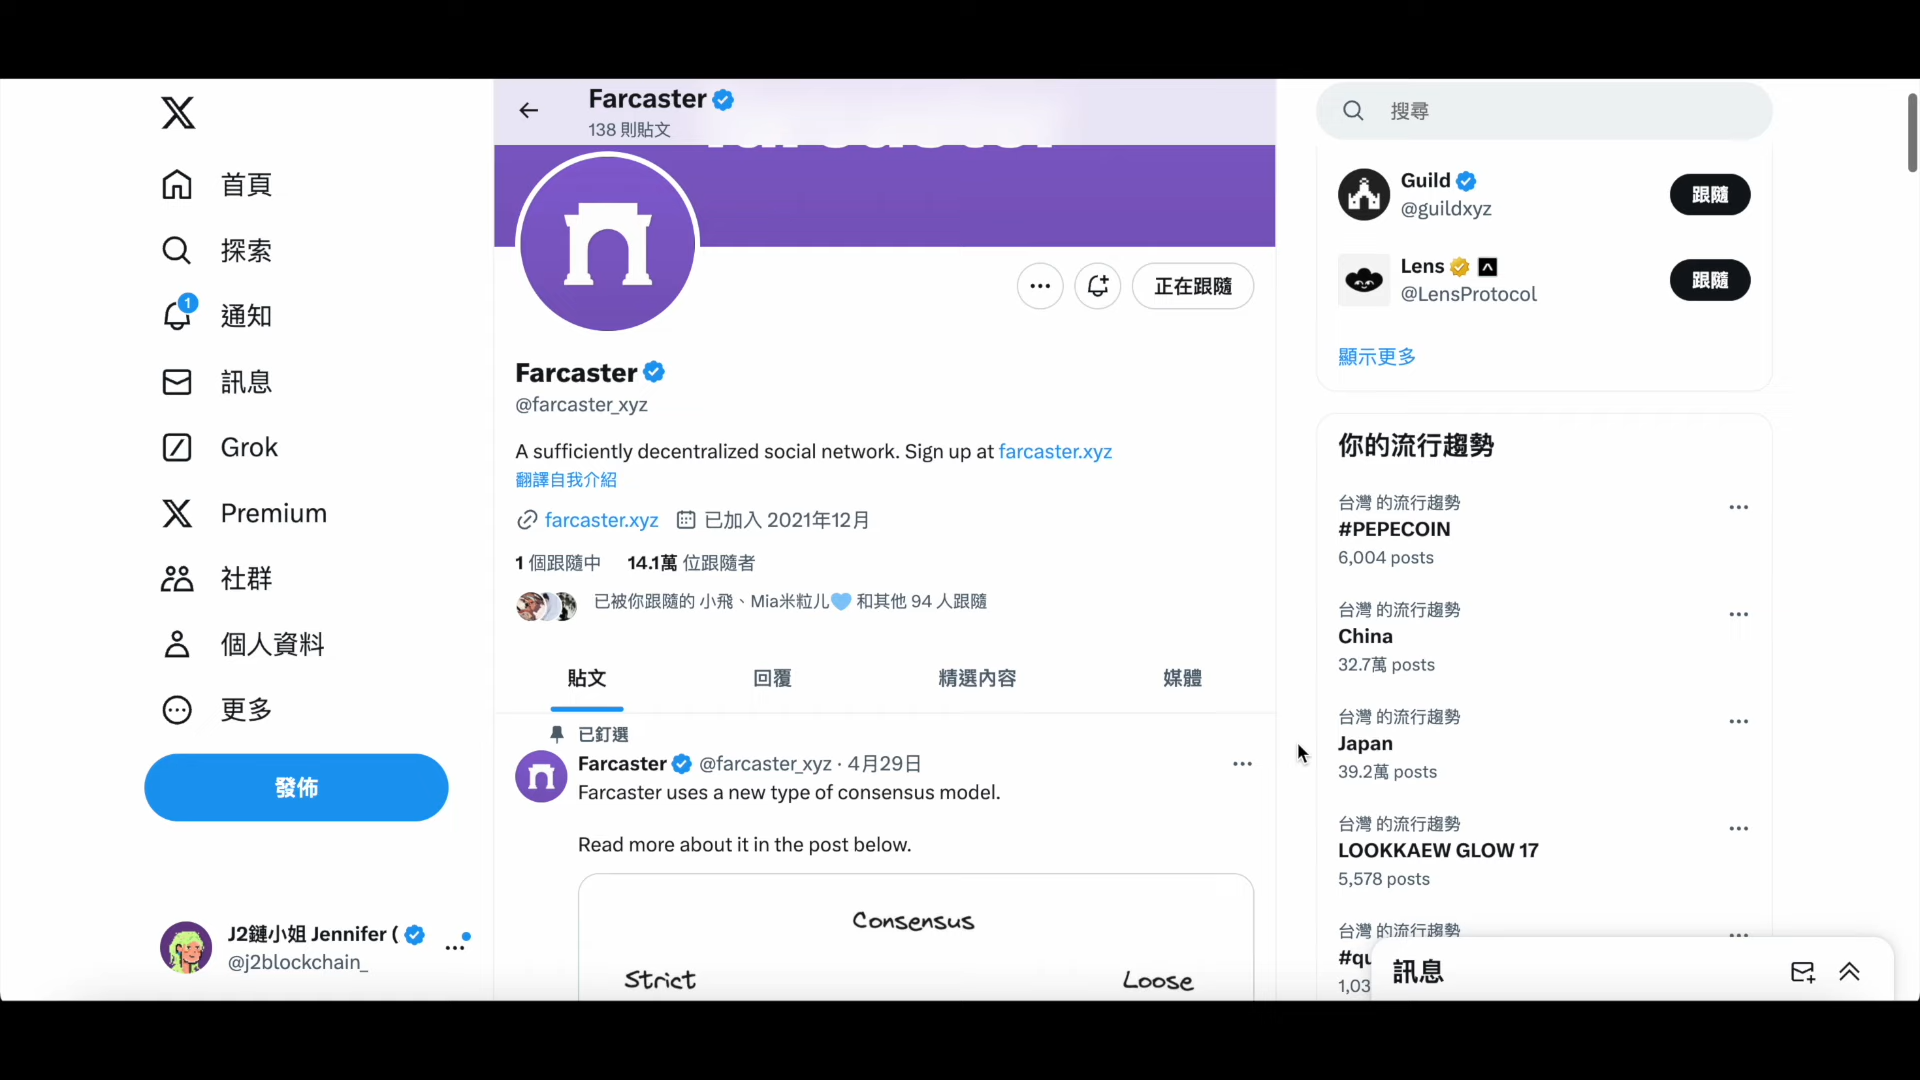 首頁
探索
1
通知
訊息
Grok
Premium
社群
個人資料
更多
發佈
J2鏈小姐 Jennifer (
@j2blockchain_
Farcaster
138 則貼文
正在跟隨
Farcaster
@farcaster_xyz
A sufficiently decentralized social network. Sign up at farcaster.xyz
翻譯自我介紹
farcaster.xyz 已加入 2021年12月
1 個跟隨中 14.1萬 位跟隨者
已被你跟隨的 小飛、Mia米粒儿🩵 和其他 94 人跟隨
貼文 回覆 精選內容 媒體
已釘選
Farcaster @farcaster_xyz · 4月29日
Farcaster uses a new type of consensus model.
Read more about it in the post below.
Consensus
Strict Loose
搜尋
Guild
@guildxyz
跟隨
Lens
@LensProtocol
跟隨
顯示更多
你的流行趨勢
台灣 的流行趨勢
#PEPECOIN
6,004 posts
台灣 的流行趨勢
China
32.7萬 posts
台灣 的流行趨勢
Japan
39.2萬 posts
台灣 的流行趨勢
LOOKKAEW GLOW 17
5,578 posts
台灣 的流行趨勢
#qu
1,03
訊息